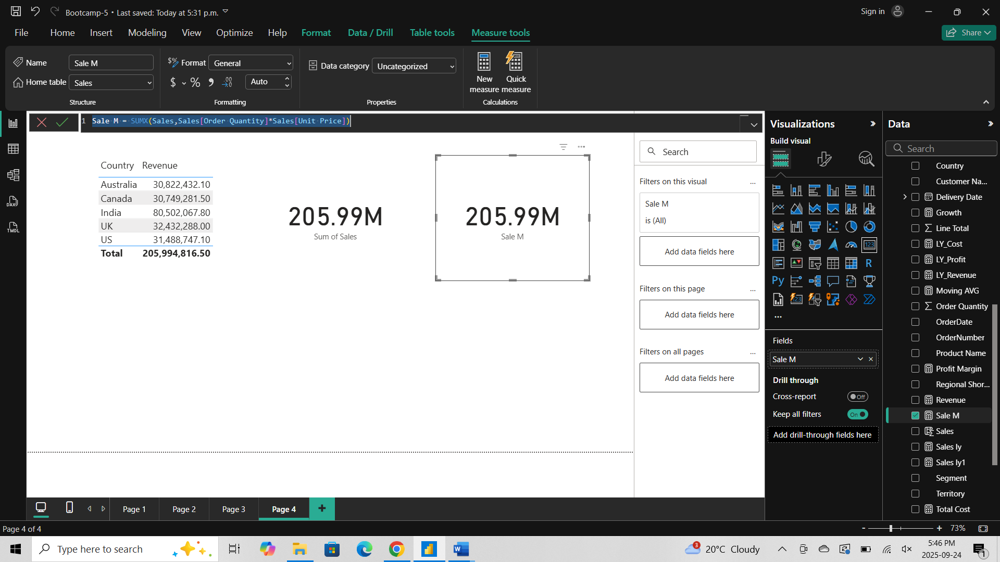 Bootcamp-5 • Last saved: Today at 5:31 p.m.
Sign in
File Home Insert Modeling View Optimize Help Format Data / Drill Table tools Measure tools
Share
Name Sale M
Home table Sales
Structure
Format General
$ % Auto
Formatting
Data category Uncategorized
Properties
New measure
Quick measure
Calculations
1 Sale M = SUMX(Sales,Sales[Order Quantity]*Sales[Unit Price])
Country Revenue
Australia 30,822,432.10
Canada 30,749,281.50
India 80,502,067.80
UK 32,432,288.00
US 31,488,747.10
Total 205,994,816.50
205.99M
Sum of Sales
205.99M
Sale M
Search
Filters on this visual ...
Sale M
is (All)
Add data fields here
Filters on this page ...
Add data fields here
Filters on all pages ...
Add data fields here
Visualizations
Build visual
123
R
Py
123
...
Fields
Sale M
Drill through
Cross-report Off
Keep all filters On
Add drill-through fields here
Data
Search
Country
Customer Na...
Delivery Date
Growth
Line Total
LY_Cost
LY_Profit
LY_Revenue
Moving AVG
Order Quantity
OrderDate
OrderNumber
Product Name
Profit Margin
Regional Shor...
Revenue
Sale M
Sales
Sales ly
Sales ly1
Segment
Territory
Total Cost
DAX
TMDL
Page 1 Page 2 Page 3 Page 4 +
Page 4 of 4
- + 73%
Type here to search
3
20°C Cloudy
5:46 PM
2025-09-24
1